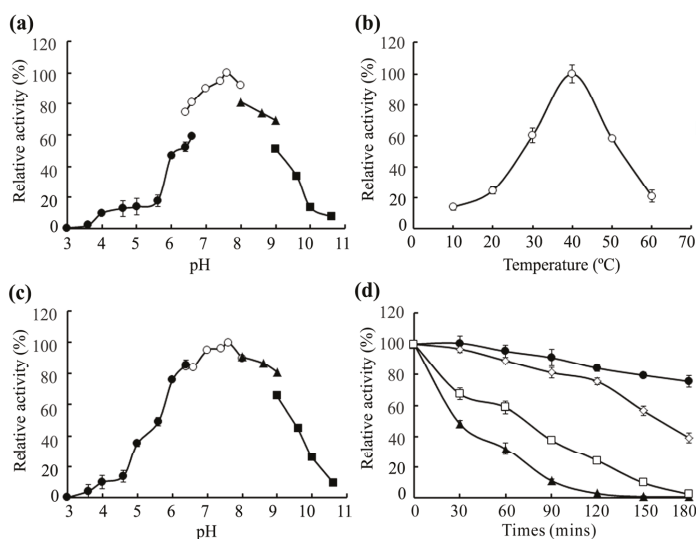 (a)
Relative activity (%)
120
100
80
60
40
20
0
3 4 5 6 7 8 9 10 11
pH
(b)
Relative activity (%)
120
100
80
60
40
20
0
0 10 20 30 40 50 60 70
Temperature (ºC)
(c)
Relative activity (%)
120
100
80
60
40
20
0
3 4 5 6 7 8 9 10 11
pH
(d)
Relative activity (%)
120
100
80
60
40
20
0
0 30 60 90 120 150 180
Times (mins)